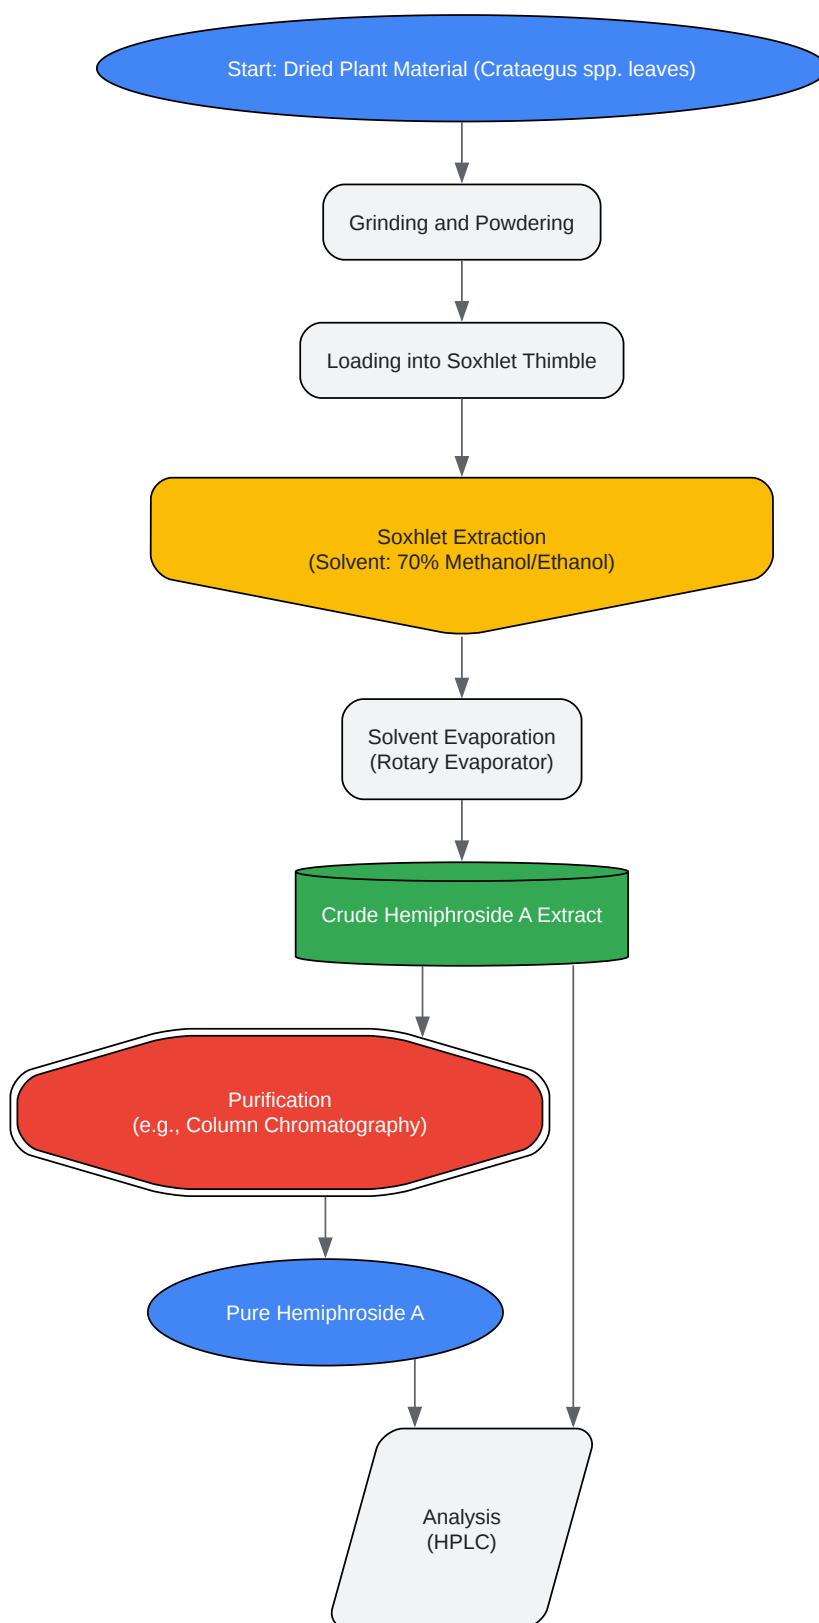 Start: Dried Plant Material (Crataegus spp. leaves)
Grinding and Powdering
Loading into Soxhlet Thimble
Soxhlet Extraction
(Solvent: 70% Methanol/Ethanol)
Solvent Evaporation
(Rotary Evaporator)
Crude Hemiphroside A Extract
Purification
(e.g., Column Chromatography)
Pure Hemiphroside A
Analysis
(HPLC)